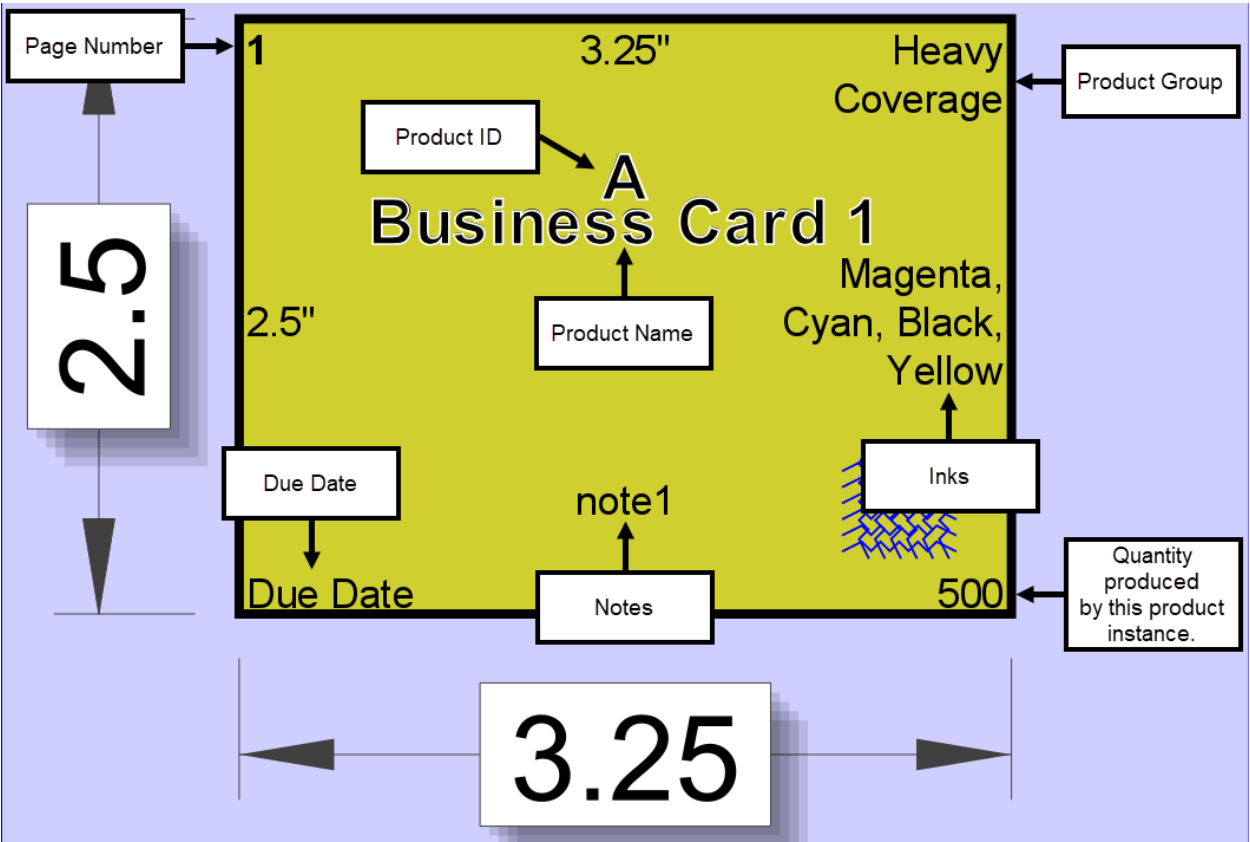 Page Number
1
3.25"
Heavy
Coverage
Product Group
Product ID
A
Business Card 1
2.5
2.5"
Product Name
Magenta,
Cyan, Black,
Yellow
Inks
Due Date
Due Date
note1
Notes
500
Quantity
produced
by this product
instance.
3.25